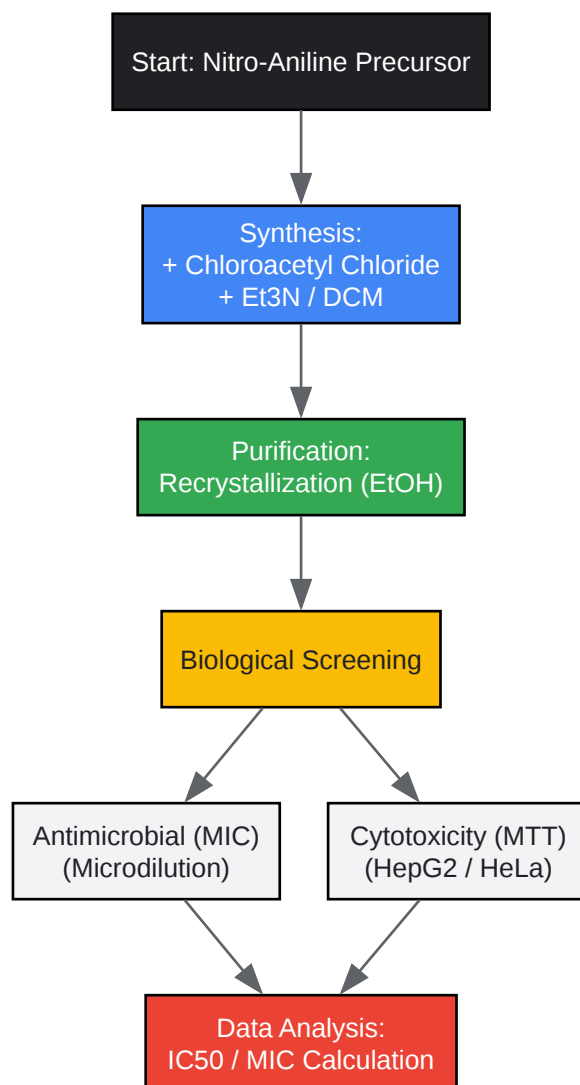 Start: Nitro-Aniline Precursor
Synthesis:
+ Chloroacetyl Chloride
+ Et3N / DCM
Purification:
Recrystallization (EtOH)
Biological Screening
Antimicrobial (MIC)
(Microdilution)
Cytotoxicity (MTT)
(HepG2 / HeLa)
Data Analysis:
IC50 / MIC Calculation